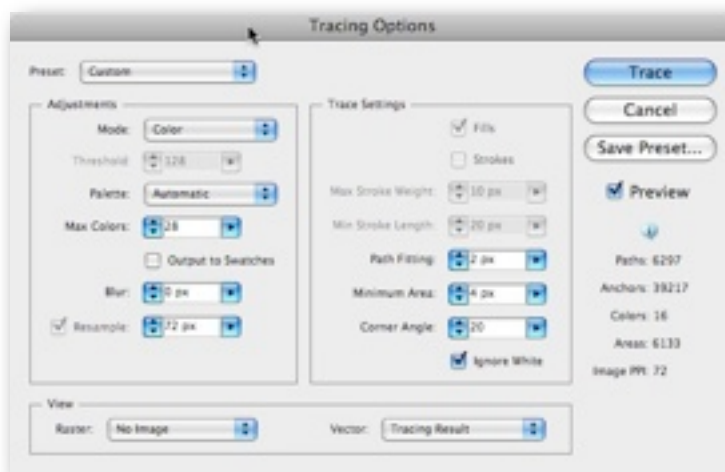 Tracing Options
Preset: Custom
Trace
Cancel
Save Preset...
Preview
Paths: 6297
Anchors: 39217
Colors: 16
Areas: 6133
Image PPI: 72
Adjustments
Mode: Color
Threshold: 128
Palette: Automatic
Max Colors: 28
Output to Swatches
Blur: 0 px
Resample: 72 px
Trace Settings
Fills
Strokes
Max Stroke Weight: 10 px
Min Stroke Length: 20 px
Path Fitting: 2 px
Minimum Area: 4 px
Corner Angle: 20
Ignore White
View
Raster: No Image
Vector: Tracing Result